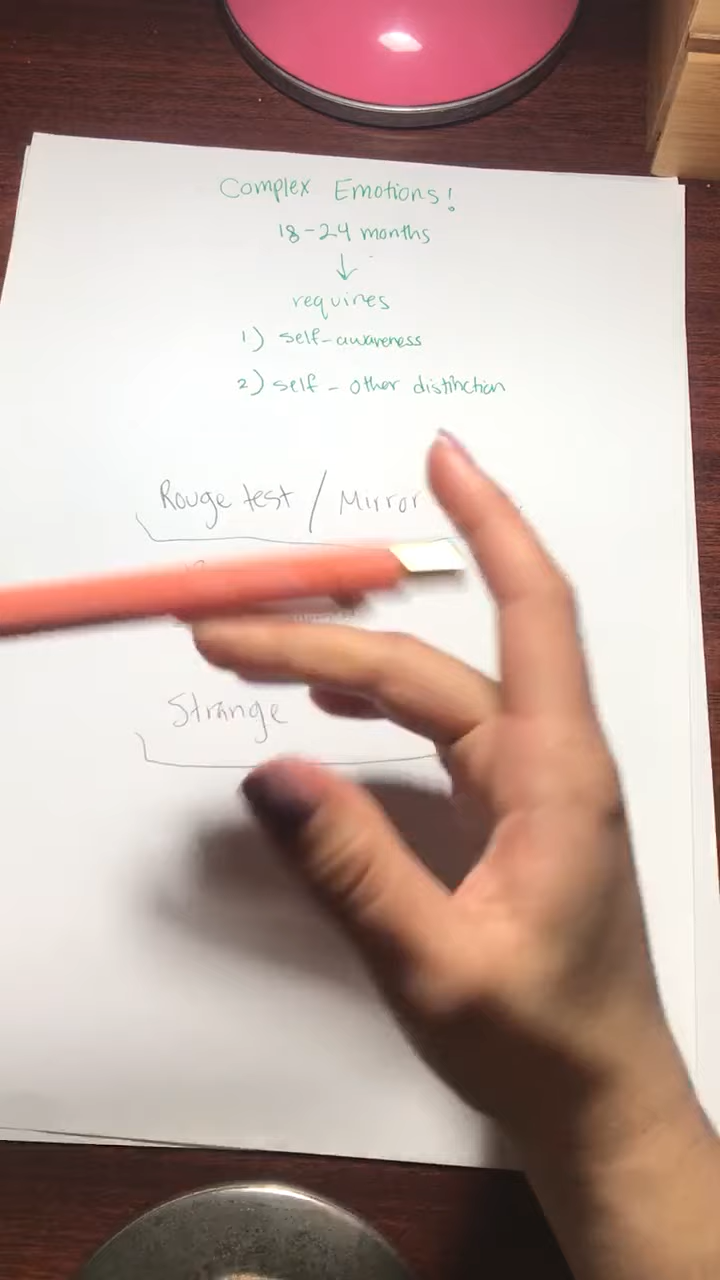 Complex Emotions!
18-24 months
↓
requires
1) self-awareness
2) self - other distinction
Rouge test / Mirror
Strange